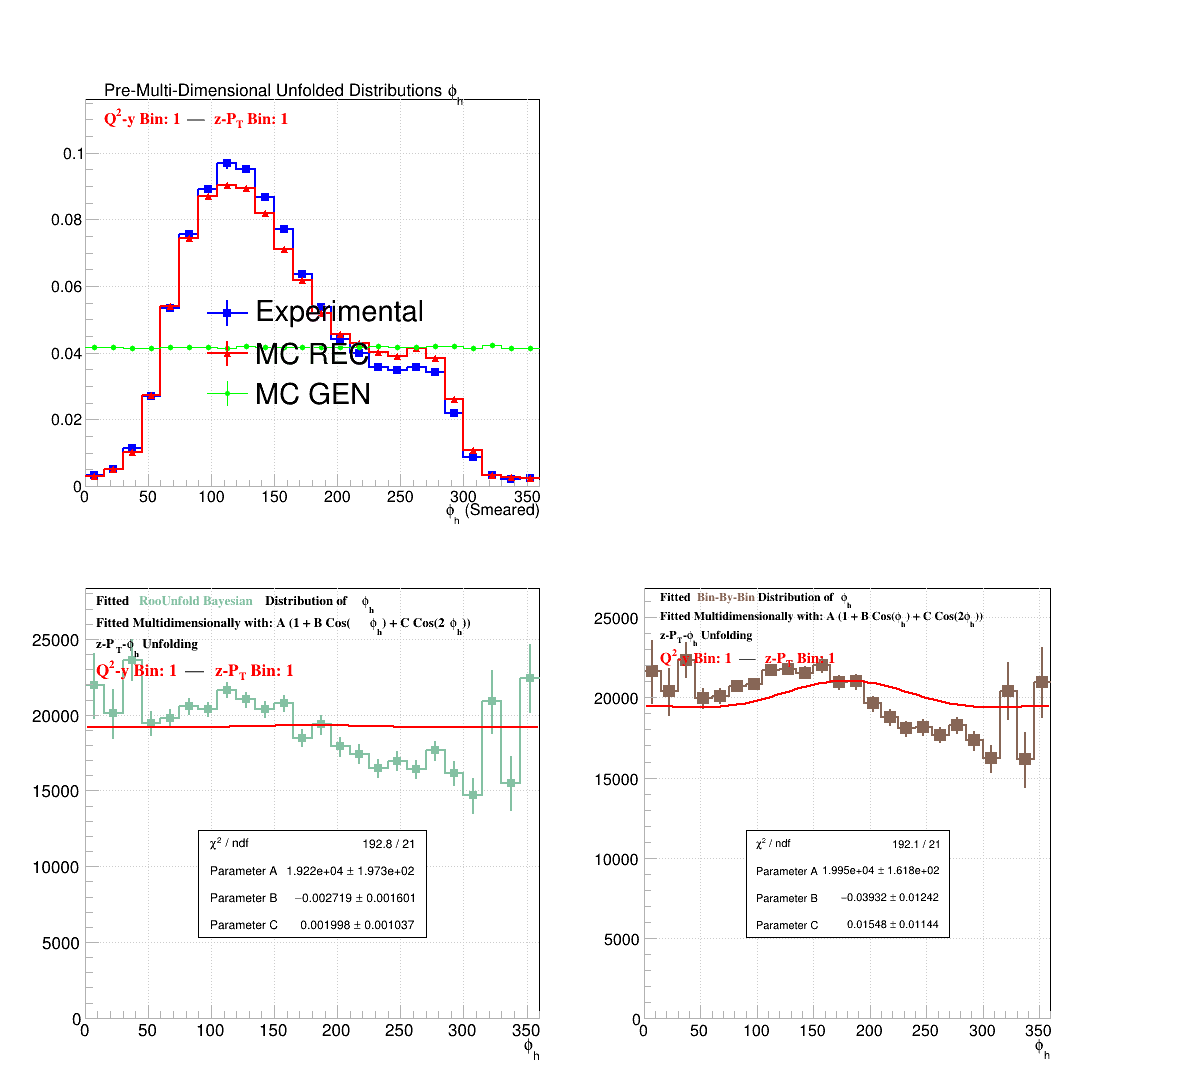 Pre-Multi-Dimensional Unfolded Distributions ϕh
Q²-y Bin: 1 — z-PT Bin: 1
0.1
0.08
0.06
0.04
0.02
0
Experimental
MC REC
MC GEN
0 50 100 150 200 250 300 350
ϕh (Smeared)
Fitted RooUnfold Bayesian Distribution of ϕh
Fitted Multidimensionally with: A (1 + B Cos( ϕh) + C Cos(2 ϕh))
z-PT-ϕh Unfolding
Q²-y Bin: 1 — z-PT Bin: 1
25000
20000
15000
10000
5000
0
χ² / ndf 192.8 / 21
Parameter A 1.922e+04 ± 1.973e+02
Parameter B −0.002719 ± 0.001601
Parameter C 0.001998 ± 0.001037
0 50 100 150 200 250 300 350
ϕh
Fitted Bin-By-Bin Distribution of ϕh
Fitted Multidimensionally with: A (1 + B Cos(ϕh) + C Cos(2ϕh))
z-PT-ϕh Unfolding
Q²-y Bin: 1 — z-PT Bin: 1
25000
20000
15000
10000
5000
0
χ² / ndf 192.1 / 21
Parameter A 1.995e+04 ± 1.618e+02
Parameter B −0.03932 ± 0.01242
Parameter C 0.01548 ± 0.01144
0 50 100 150 200 250 300 350
ϕh